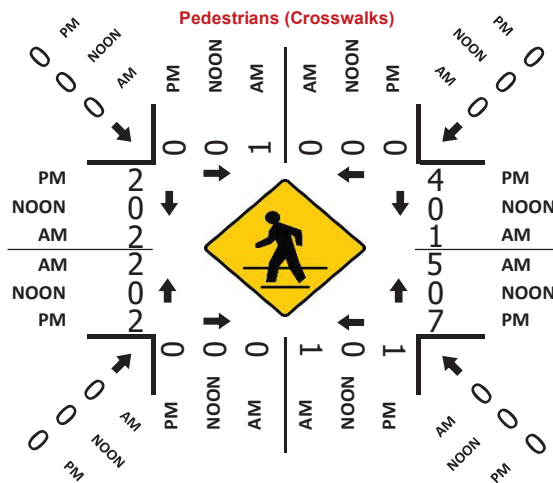 Pedestrians (Crosswalks)
0 PM
0 NOON
0 AM
PM NOON AM AM NOON PM
0 0 1 0 0 0
PM 0
NOON 0
AM 0
PM 2 4 PM
NOON 0 0 NOON
AM 2 1 AM
AM 2 5 AM
NOON 0 0 NOON
PM 2 7 PM
0 0 0 1 0 1
PM NOON AM AM NOON PM
0 AM
0 NOON
0 PM
AM 0
NOON 0
PM 0